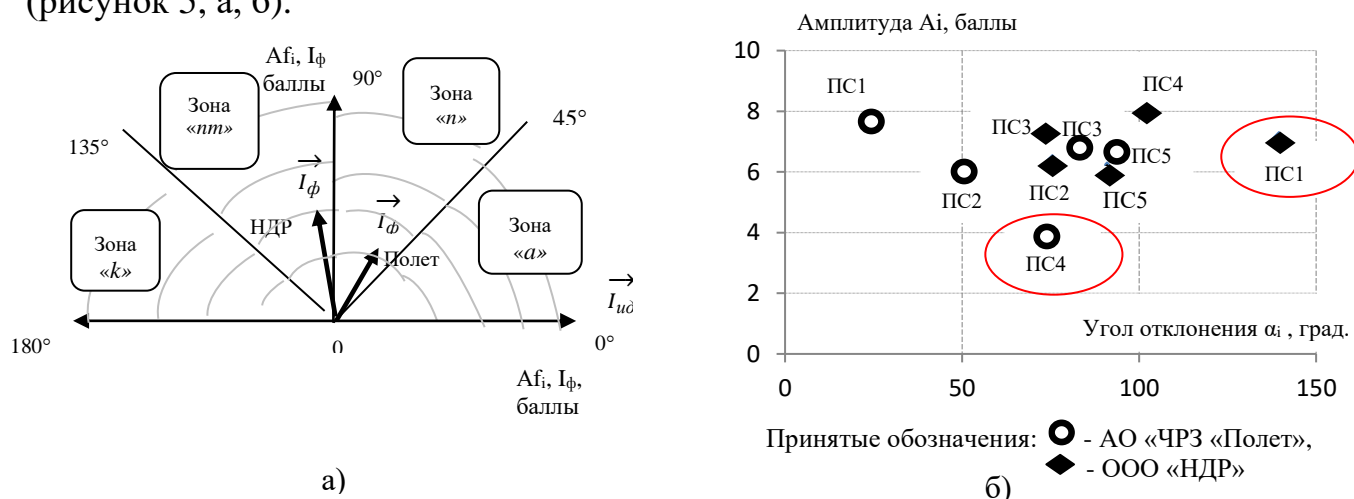 (рисунок 5, а, б).
Af_i, I_ф
баллы
90°
Зона
«nm»
Зона
«n»
45°
135°
I_ф
НДР
I_ф
Полет
Зона
«k»
Зона
«a»
I_ид
180°
0
0°
Af_i, I_ф,
баллы
а)
Амплитуда Ai, баллы
10
8
6
4
2
0
0
50
100
150
ПС1
ПС2
ПС3
ПС3
ПС4
ПС5
ПС2
ПС5
ПС1
ПС4
Угол отклонения α_i , град.
Принятые обозначения: - АО «ЧРЗ «Полет»,
- ООО «НДР»
б)